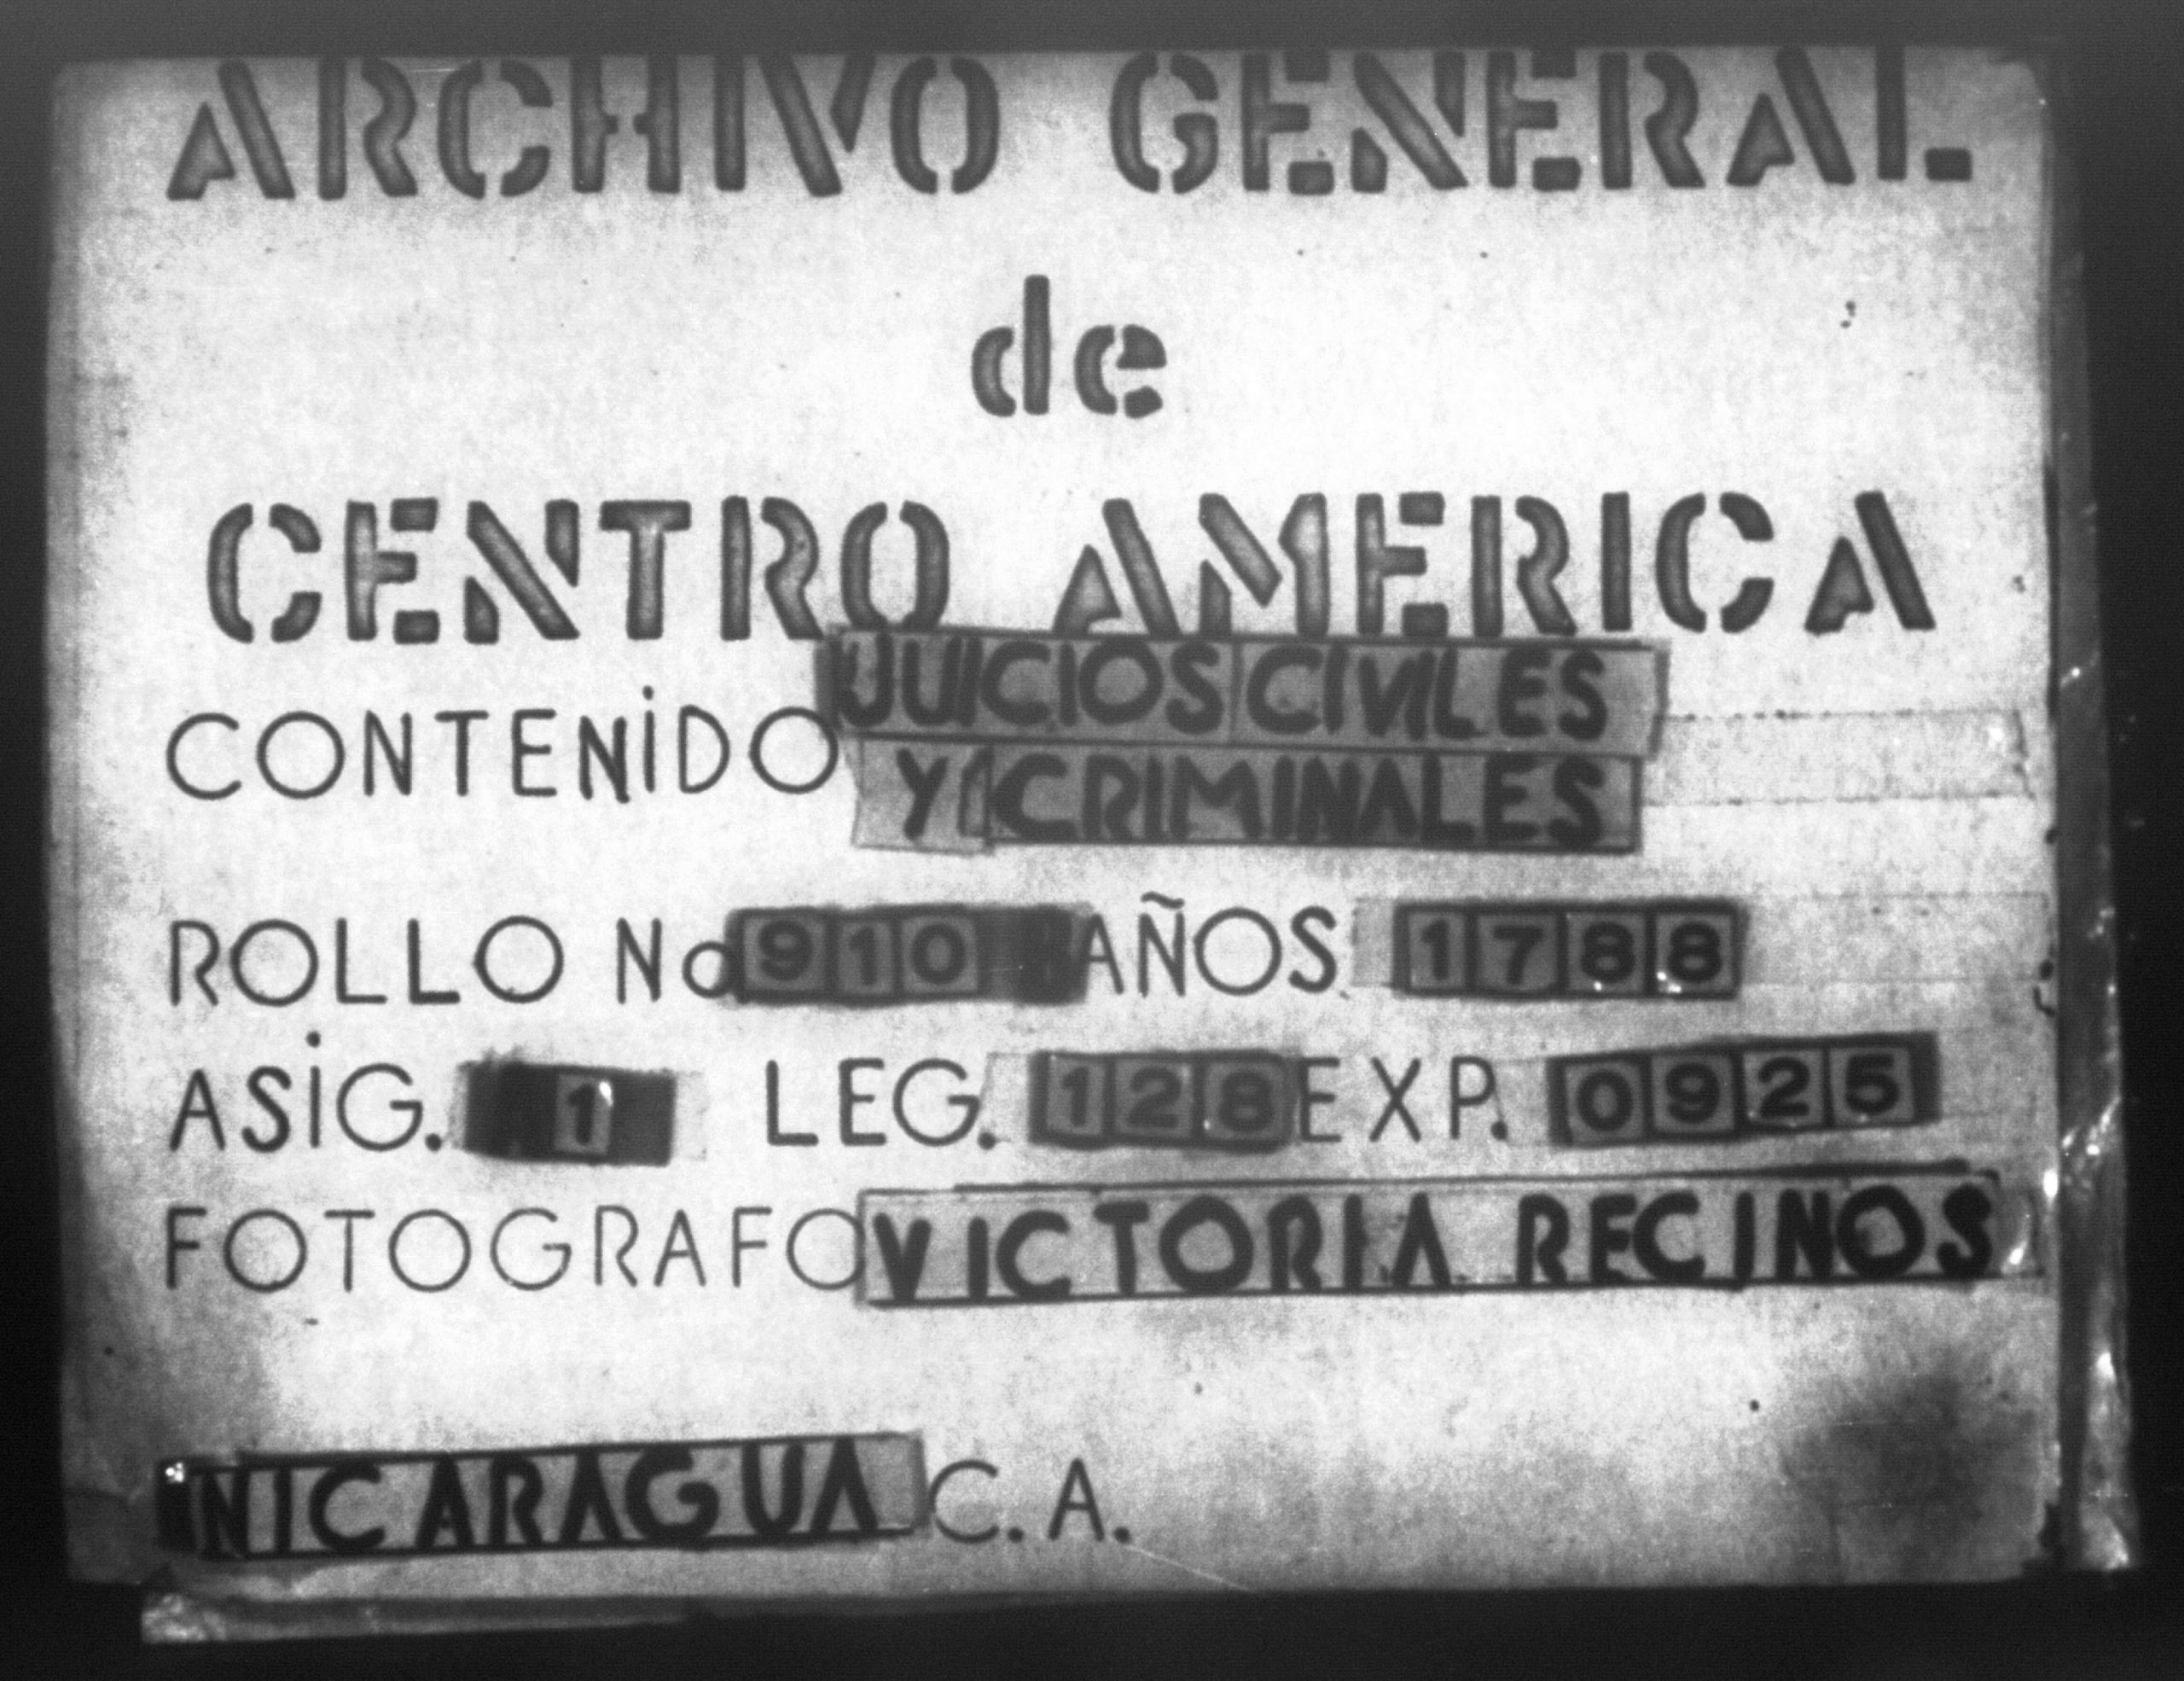 ARCHIVO GENERAL
de
CENTRO AMERICA
CONTENIDO JUICIOS CIVILES
Y CRIMINALES
ROLLO No. 910 AÑOS 1788
ASIG. 1 LEG. 128 EXP. 0925
FOTOGRAFO VICTORIA RECINOS
NICARAGUA C.A.